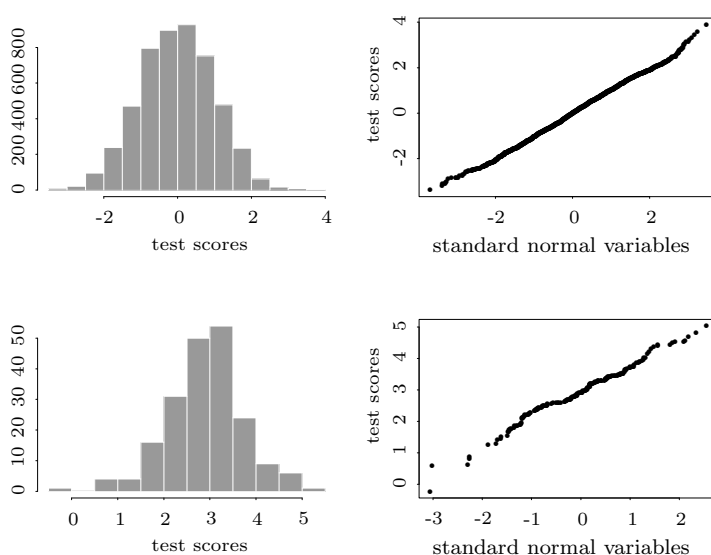 0 200 400 600 800
-2 0 2 4
test scores
-2 0 2 4
test scores
-2 0 2
standard normal variables
0 10 20 30 40 50
0 1 2 3 4 5
test scores
0 1 2 3 4 5
test scores
-3 -2 -1 0 1 2
standard normal variables